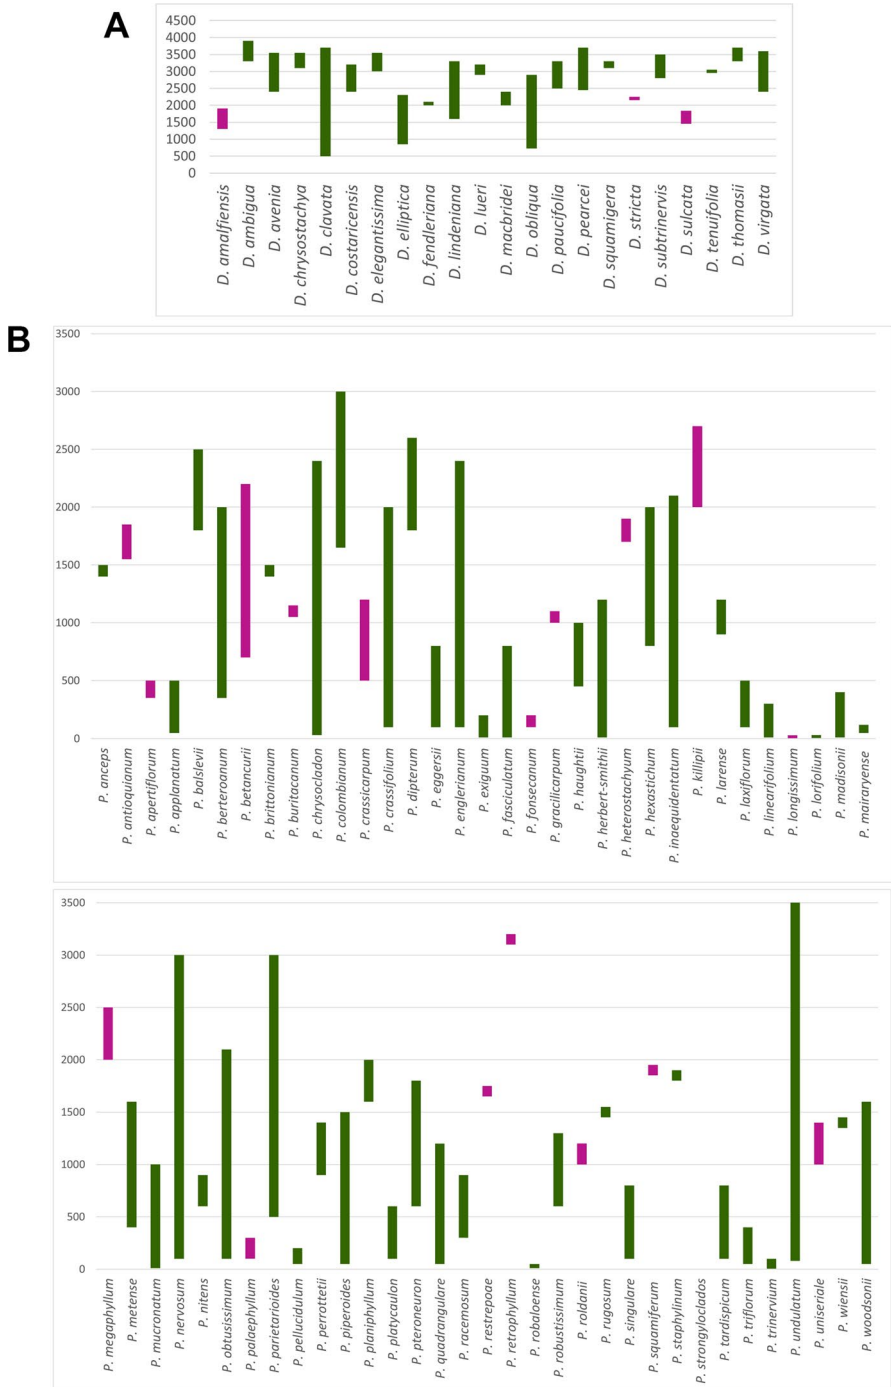 A
4500
4000
3500
3000
2500
2000
1500
1000
500
0
D. amalfiensis
D. ambigua
D. avenia
D. chrysostachya
D. clavata
D. costaricensis
D. elegantissima
D. elliptica
D. fendleriana
D. lindeniana
D. lueri
D. macbridei
D. obliqua
D. paucifolia
D. pearcei
D. squamigera
D. stricta
D. subtrinervis
D. sulcata
D. tenuifolia
D. thomasii
D. virgata
B
3500
3000
2500
2000
1500
1000
500
0
P. anceps
P. antioquianum
P. apertiflorum
P. applanatum
P. balslevii
P. berteroanum
P. betancurii
P. brittonianum
P. buritacanum
P. chrysocladon
P. colombianum
P. crassicarpum
P. crassifolium
P. dipterum
P. eggersii
P. englerianum
P. exiguum
P. fasciculatum
P. fonsecanum
P. gracilicarpum
P. haughtii
P. herbert-smithii
P. heterostachyum
P. hexastichum
P. inaequidentatum
P. killipii
P. larense
P. laxiflorum
P. linearifolium
P. longissimum
P. lorifolium
P. madisonii
P. mairaryense
3500
3000
2500
2000
1500
1000
500
0
P. megaphyllum
P. metense
P. mucronatum
P. nervosum
P. nitens
P. obtusissimum
P. palaephyllum
P. parietarioides
P. pellucidulum
P. perrottetii
P. piperoides
P. planiphyllum
P. platycaulon
P. pteroneuron
P. quadrangulare
P. racemosum
P. restrepoae
P. retrophyllum
P. robaloense
P. robustissimum
P. roldanii
P. rugosum
P. singulare
P. squamiferum
P. staphylinum
P. strongyloclados
P. tardispicum
P. triflorum
P. trinervium
P. undulatum
P. uniseriale
P. wiensii
P. woodsonii